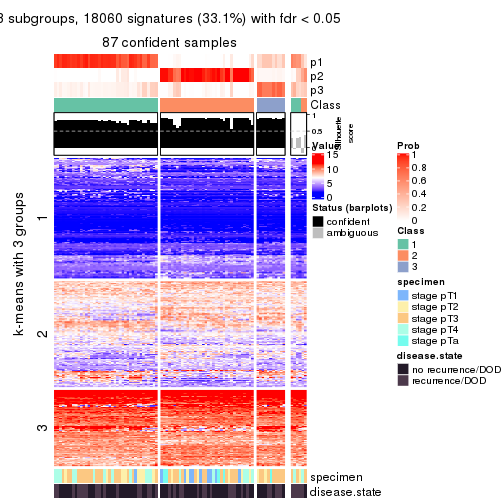 3 subgroups, 18060 signatures (33.1%) with fdr < 0.05
87 confident samples
p1
p2
p3
Class
1
0.5
0
Silhouette
score
k-means with 3 groups
1
2
3
specimen
disease.state
Value
15
10
5
0
Status (barplots)
confident
ambiguous
Prob
1
0.8
0.6
0.4
0.2
0
Class
1
2
3
specimen
stage pT1
stage pT2
stage pT3
stage pT4
stage pTa
disease.state
no recurrence/DOD
recurrence/DOD